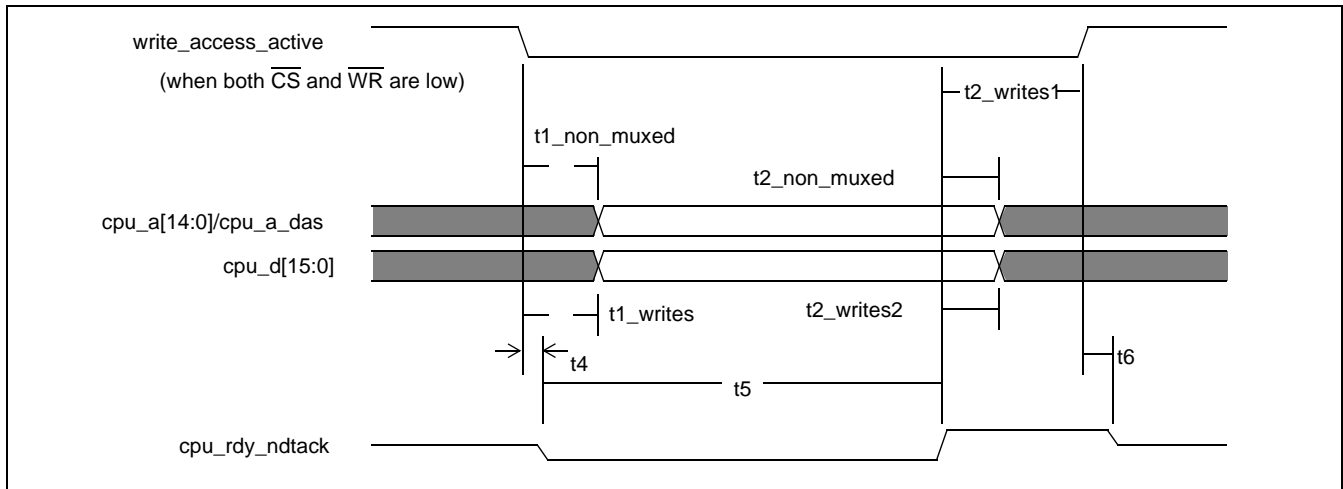 write_access_active
(when both CS and WR are low)
t2_writes1
t1_non_muxed
t2_non_muxed
cpu_a[14:0]/cpu_a_das
cpu_d[15:0]
t1_writes
t2_writes2
t4
t6
t5
cpu_rdy_ndtack